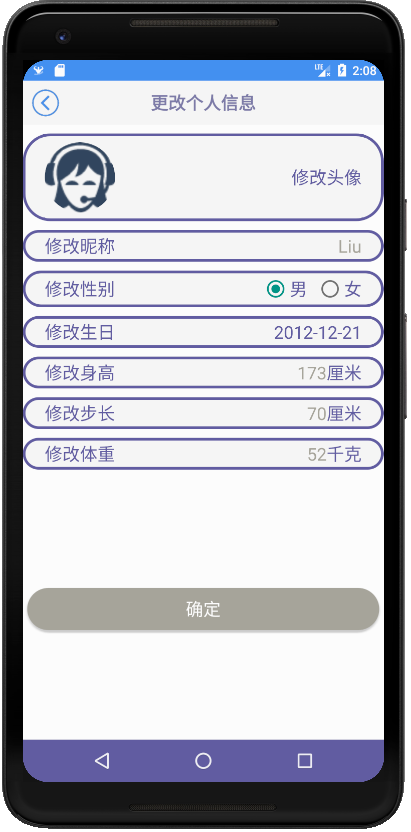 LTE 2:08
更改个人信息
修改头像
修改昵称 Liu
修改性别 男 女
修改生日 2012-12-21
修改身高 173厘米
修改步长 70厘米
修改体重 52千克
确定